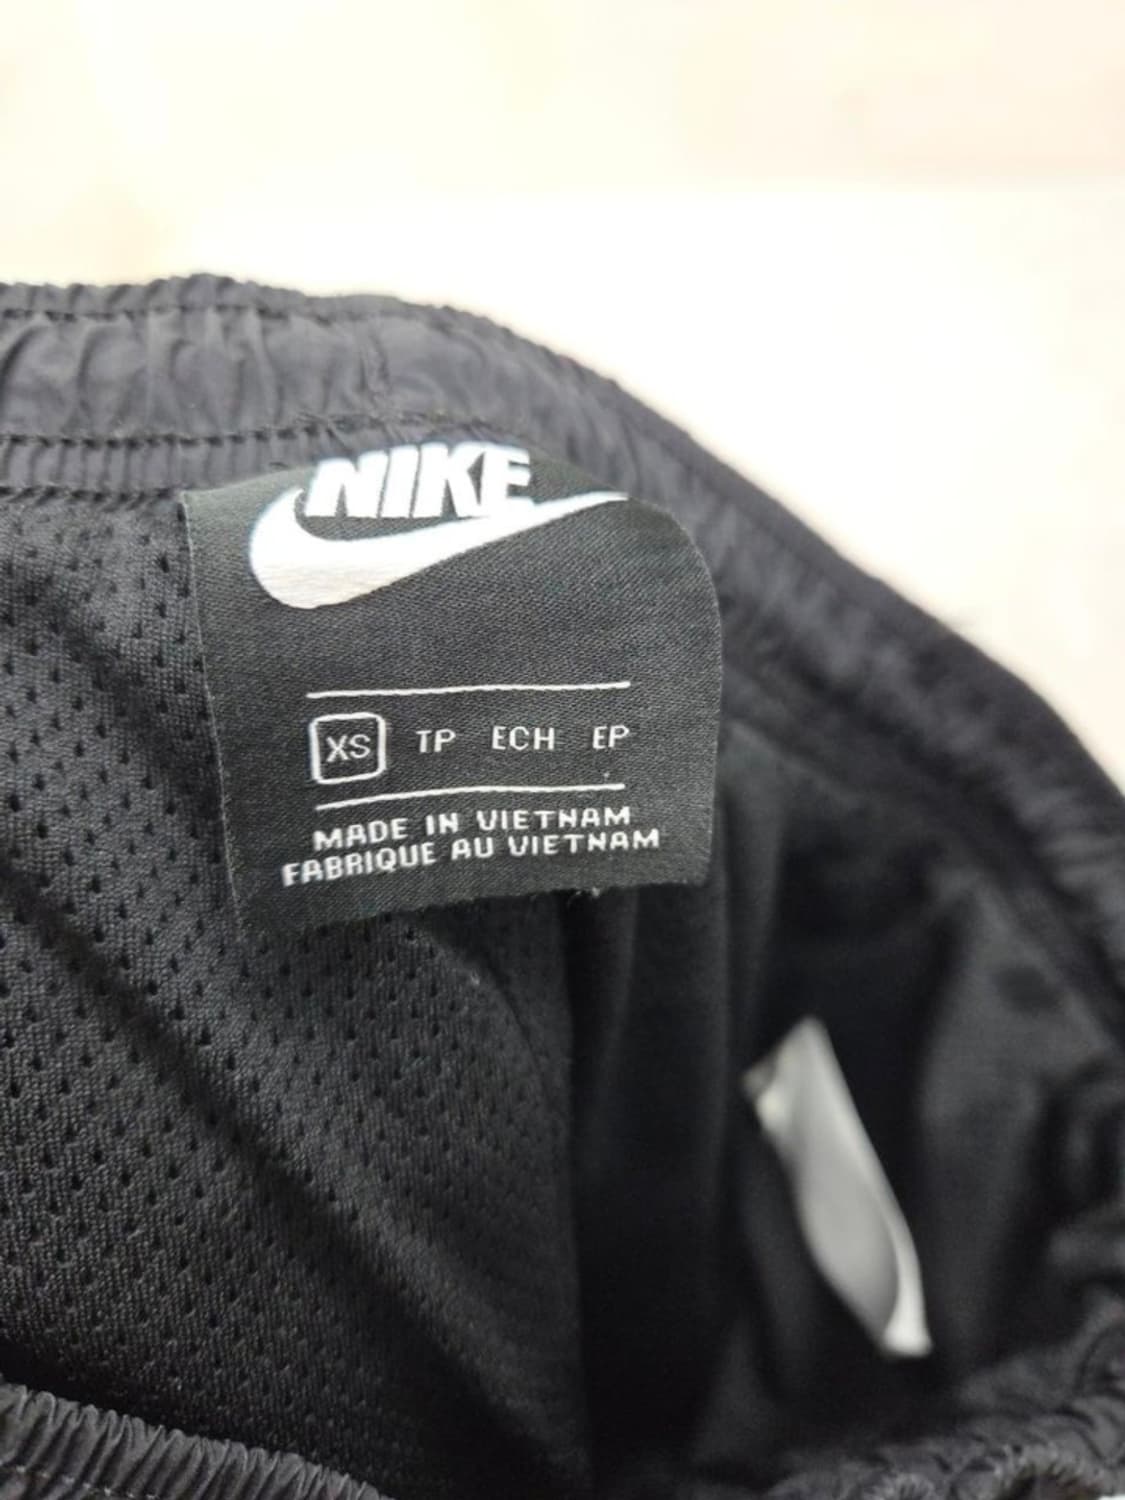 NIKE
XS TP ECH EP
MADE IN VIETNAM
FABRIQUE AU VIETNAM